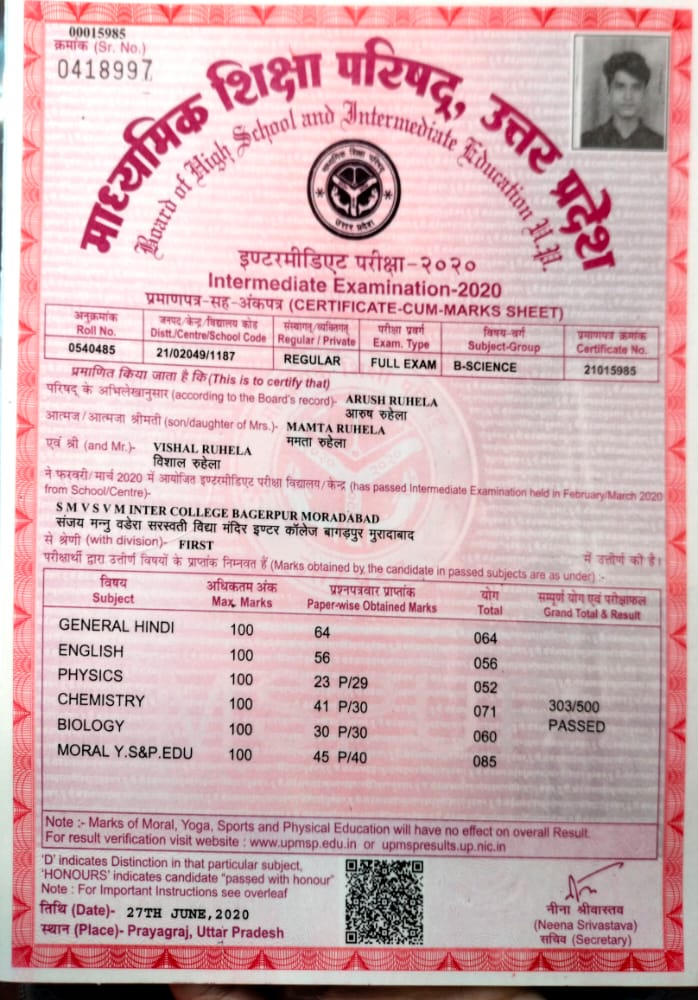 00015985
क्रमांक (Sr. No.)
0418997
माध्यमिक शिक्षा परिषद्, उत्तर प्रदेश
Board of High School and Intermediate Education U.P.
माध्यमिक शिक्षा परिषद्
उत्तर प्रदेश
इण्टरमीडिएट परीक्षा-२०२०
Intermediate Examination-2020
प्रमाणपत्र-सह-अंकपत्र (CERTIFICATE-CUM-MARKS SHEET)
अनुक्रमांक जनपद/केन्द्र/विद्यालय कोड संस्थागत/व्यक्तिगत परीक्षा प्रवर्ग विषय-वर्ग प्रमाणपत्र क्रमांक
Roll No. Distt./Centre/School Code Regular / Private Exam. Type Subject-Group Certificate No.
0540485 21/02049/1187 REGULAR FULL EXAM B-SCIENCE 21015985
प्रमाणित किया जाता है कि (This is to certify that)
परिषद् के अभिलेखानुसार (according to the Board's record)- ARUSH RUHELA
आरुष रुहेला
आत्मज/आत्मजा श्रीमती (son/daughter of Mrs.)- MAMTA RUHELA
ममता रुहेला
एवं श्री (and Mr.)- VISHAL RUHELA
विशाल रुहेला
ने फरवरी/मार्च 2020 में आयोजित इण्टरमीडिएट परीक्षा विद्यालय/केन्द्र (has passed Intermediate Examination held in February/March 2020
from School/Centre)-
S M V S V M INTER COLLEGE BAGERPUR MORADABAD
संजय मन्नु वडेरा सरस्वती विद्या मंदिर इण्टर कॉलेज बागड़पुर मुरादाबाद
से श्रेणी (with division)- FIRST में उत्तीर्ण की है।
परीक्षार्थी द्वारा उत्तीर्ण विषयों के प्राप्तांक निम्नवत हैं (Marks obtained by the candidate in passed subjects are as under) :-
विषय अधिकतम अंक प्रश्नपत्रवार प्राप्तांक योग सम्पूर्ण योग एवं परीक्षाफल
Subject Max. Marks Paper-wise Obtained Marks Total Grand Total & Result
GENERAL HINDI 100 64 064
ENGLISH 100 56 056
PHYSICS 100 23 P/29 052
CHEMISTRY 100 41 P/30 071 303/500
BIOLOGY 100 30 P/30 060 PASSED
MORAL Y.S&P.EDU 100 45 P/40 085
Note :- Marks of Moral, Yoga, Sports and Physical Education will have no effect on overall Result.
For result verification visit website : www.upmsp.edu.in or upmspresults.up.nic.in
'D' indicates Distinction in that particular subject,
'HONOURS' indicates candidate "passed with honour"
Note : For Important Instructions see overleaf
तिथि (Date)- 27TH JUNE,2020
स्थान (Place)- Prayagraj, Uttar Pradesh
नीना श्रीवास्तव
(Neena Srivastava)
सचिव (Secretary)